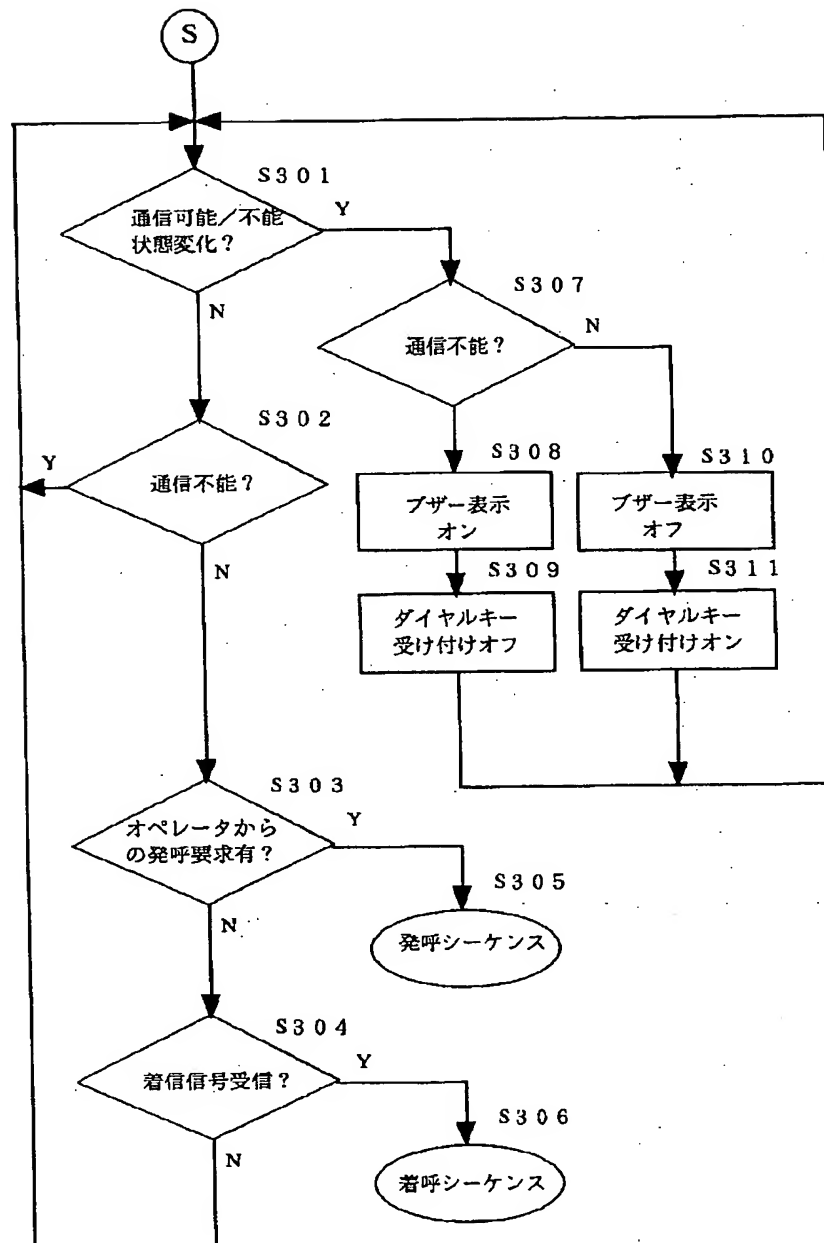 S
S301
通信可能/不能
状態変化?
Y
N
S307
通信不能?
N
S302
通信不能?
Y
N
S308
ブザー表示
オン
S310
ブザー表示
オフ
S309
ダイヤルキー
受け付けオフ
S311
ダイヤルキー
受け付けオン
S303
オペレータから
の発呼要求有?
Y
N
S305
発呼シーケンス
S304
着信信号受信?
Y
N
S306
着呼シーケンス